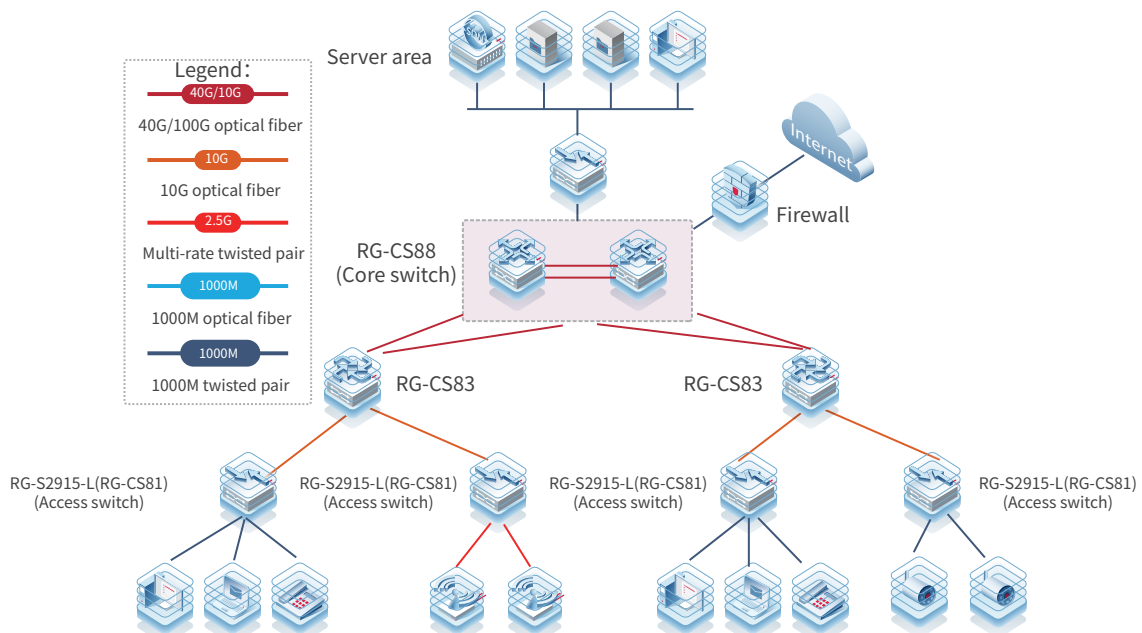 Server area
Legend：
40G/10G
40G/100G optical fiber
10G
10G optical fiber
2.5G
Multi-rate twisted pair
1000M
1000M optical fiber
1000M
1000M twisted pair
Internet
Firewall
RG-CS88
(Core switch)
RG-CS83
RG-CS83
RG-S2915-L(RG-CS81)
(Access switch)
RG-S2915-L(RG-CS81)
(Access switch)
RG-S2915-L(RG-CS81)
(Access switch)
RG-S2915-L(RG-CS81)
(Access switch)